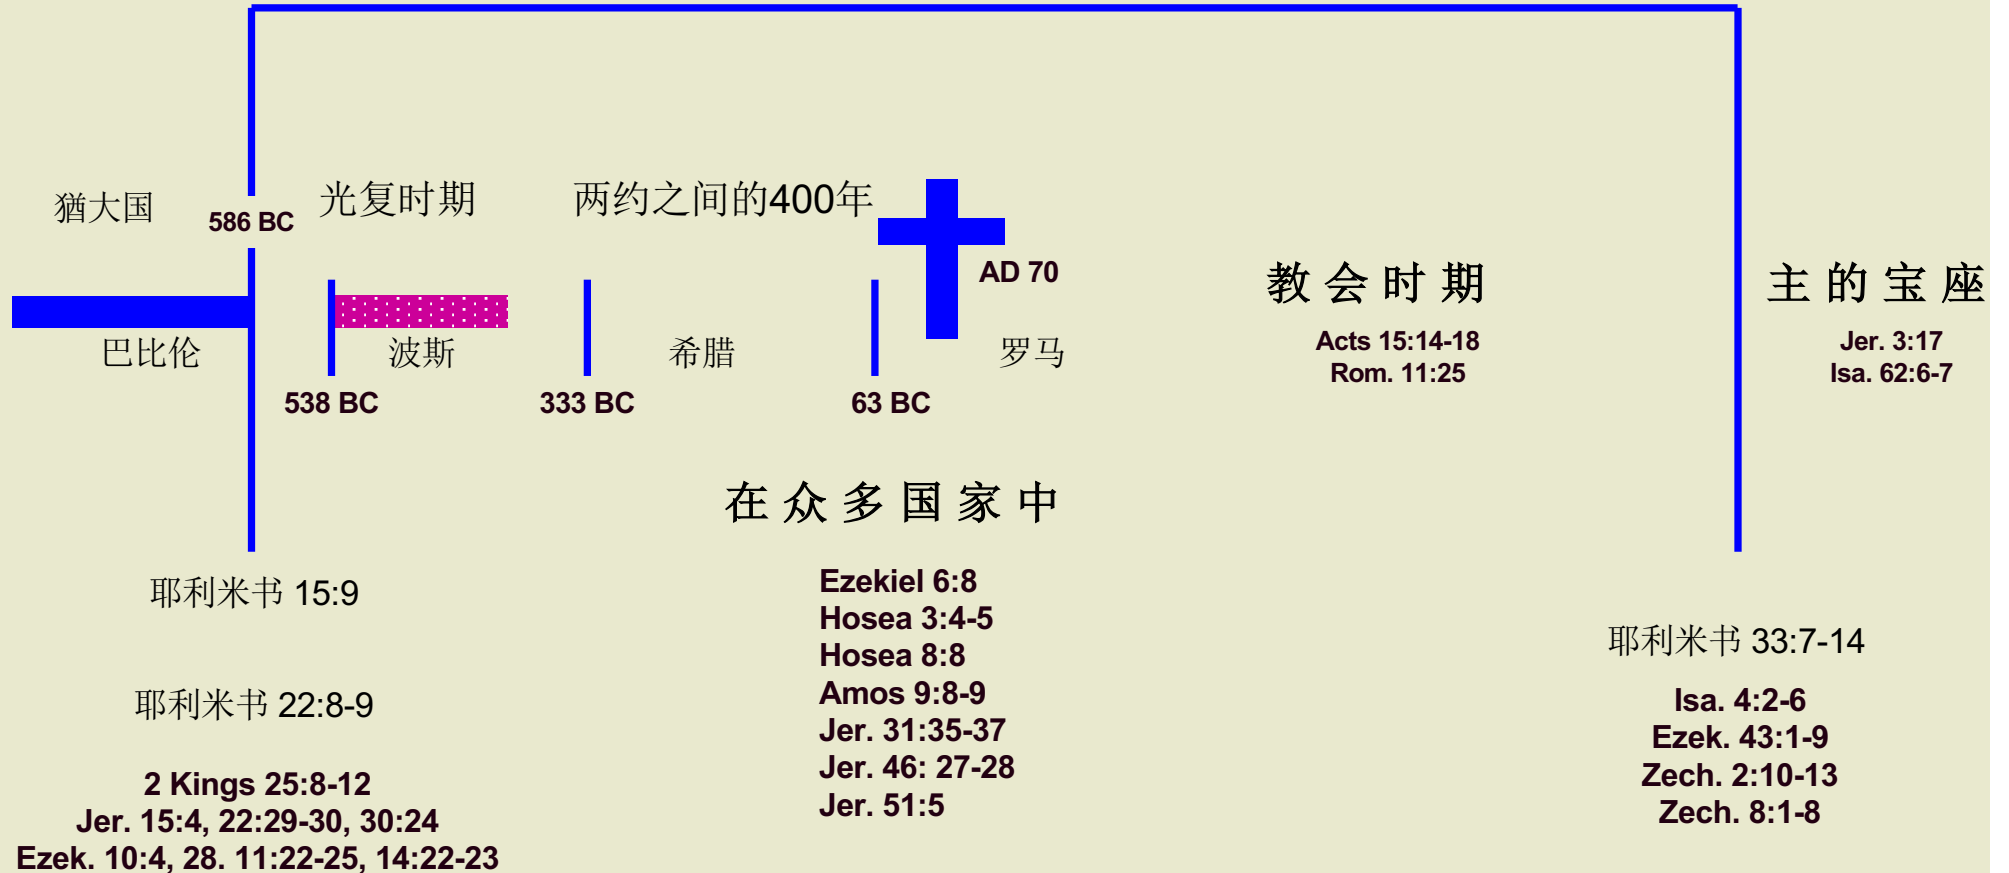 犹大国
586 BC
光复时期
两约之间的400年
AD 70
教会时期
Acts 15:14-18
Rom. 11:25
主的宝座
Jer. 3:17
Isa. 62:6-7
巴比伦
波斯
希腊
罗马
538 BC
333 BC
63 BC
在众多国家中
Ezekiel 6:8
Hosea 3:4-5
Hosea 8:8
Amos 9:8-9
Jer. 31:35-37
Jer. 46: 27-28
Jer. 51:5
耶利米书 15:9
耶利米书 22:8-9
2 Kings 25:8-12
Jer. 15:4, 22:29-30, 30:24
Ezek. 10:4, 28. 11:22-25, 14:22-23
耶利米书 33:7-14
Isa. 4:2-6
Ezek. 43:1-9
Zech. 2:10-13
Zech. 8:1-8